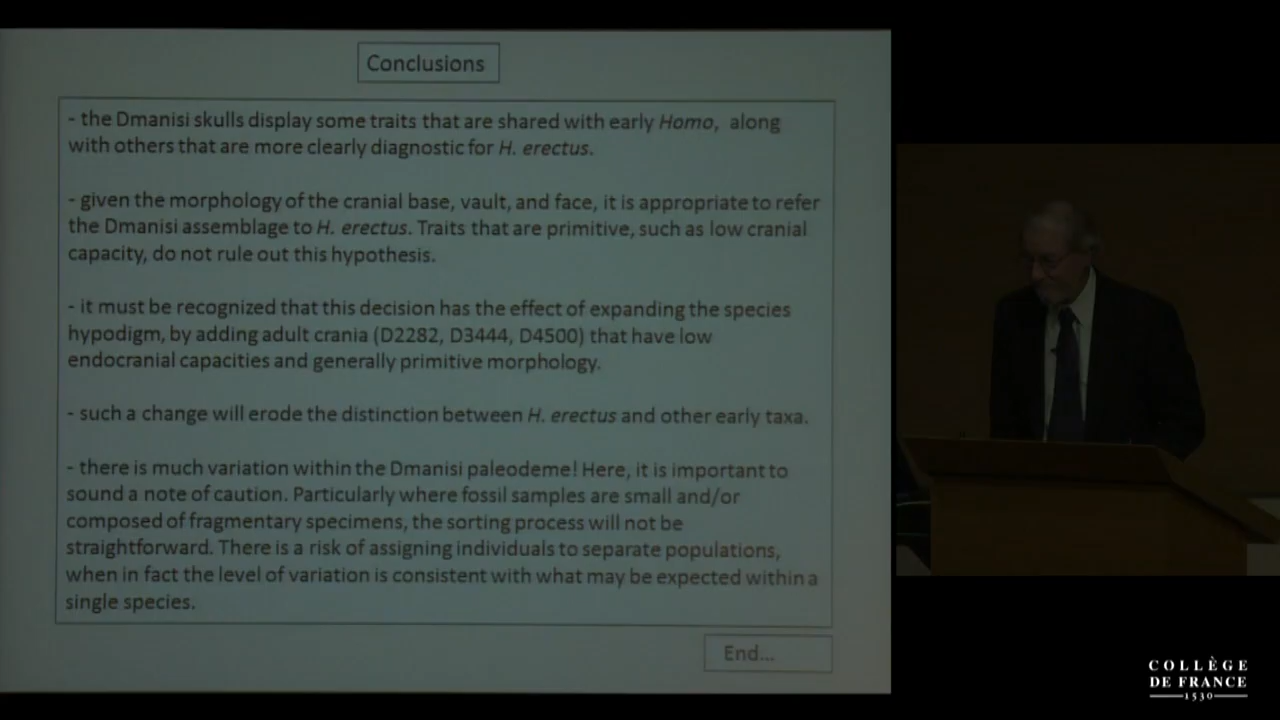 Conclusions
- the Dmanisi skulls display some traits that are shared with early Homo, along
with others that are more clearly diagnostic for H. erectus.
- given the morphology of the cranial base, vault, and face, it is appropriate to refer
the Dmanisi assemblage to H. erectus. Traits that are primitive, such as low cranial
capacity, do not rule out this hypothesis.
- it must be recognized that this decision has the effect of expanding the species
hypodigm, by adding adult crania (D2282, D3444, D4500) that have low
endocranial capacities and generally primitive morphology.
- such a change will erode the distinction between H. erectus and other early taxa.
- there is much variation within the Dmanisi paleodeme! Here, it is important to
sound a note of caution. Particularly where fossil samples are small and/or
composed of fragmentary specimens, the sorting process will not be
straightforward. There is a risk of assigning individuals to separate populations,
when in fact the level of variation is consistent with what may be expected within a
single species.
End...
COLLÈGE
DE FRANCE
1530